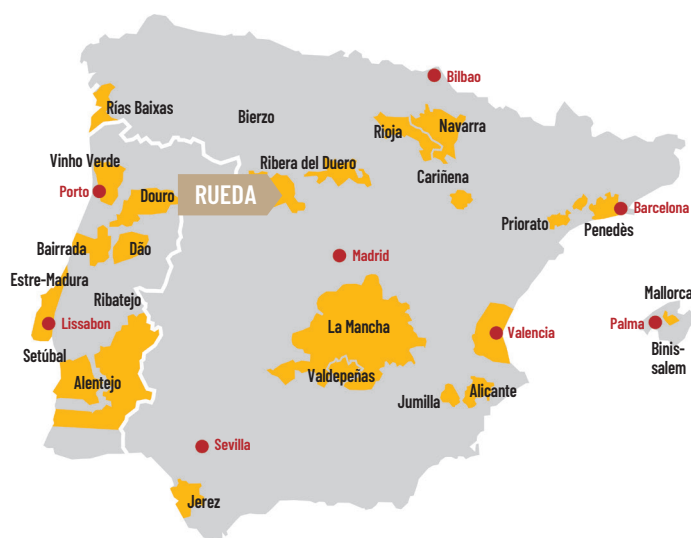 Bilbao
Rías Baixas
Bierzo
Rioja
Navarra
Vinho Verde
Ribera del Duero
Cariñena
Porto
Douro
RUEDA
Barcelona
Priorato
Penedès
Bairrada
Dão
Madrid
Estre-Madura
Ribatejo
Mallorca
Lissabon
La Mancha
Valencia
Palma
Binis-
salem
Setúbal
Alentejo
Valdepeñas
Jumilla
Alicante
Sevilla
Jerez